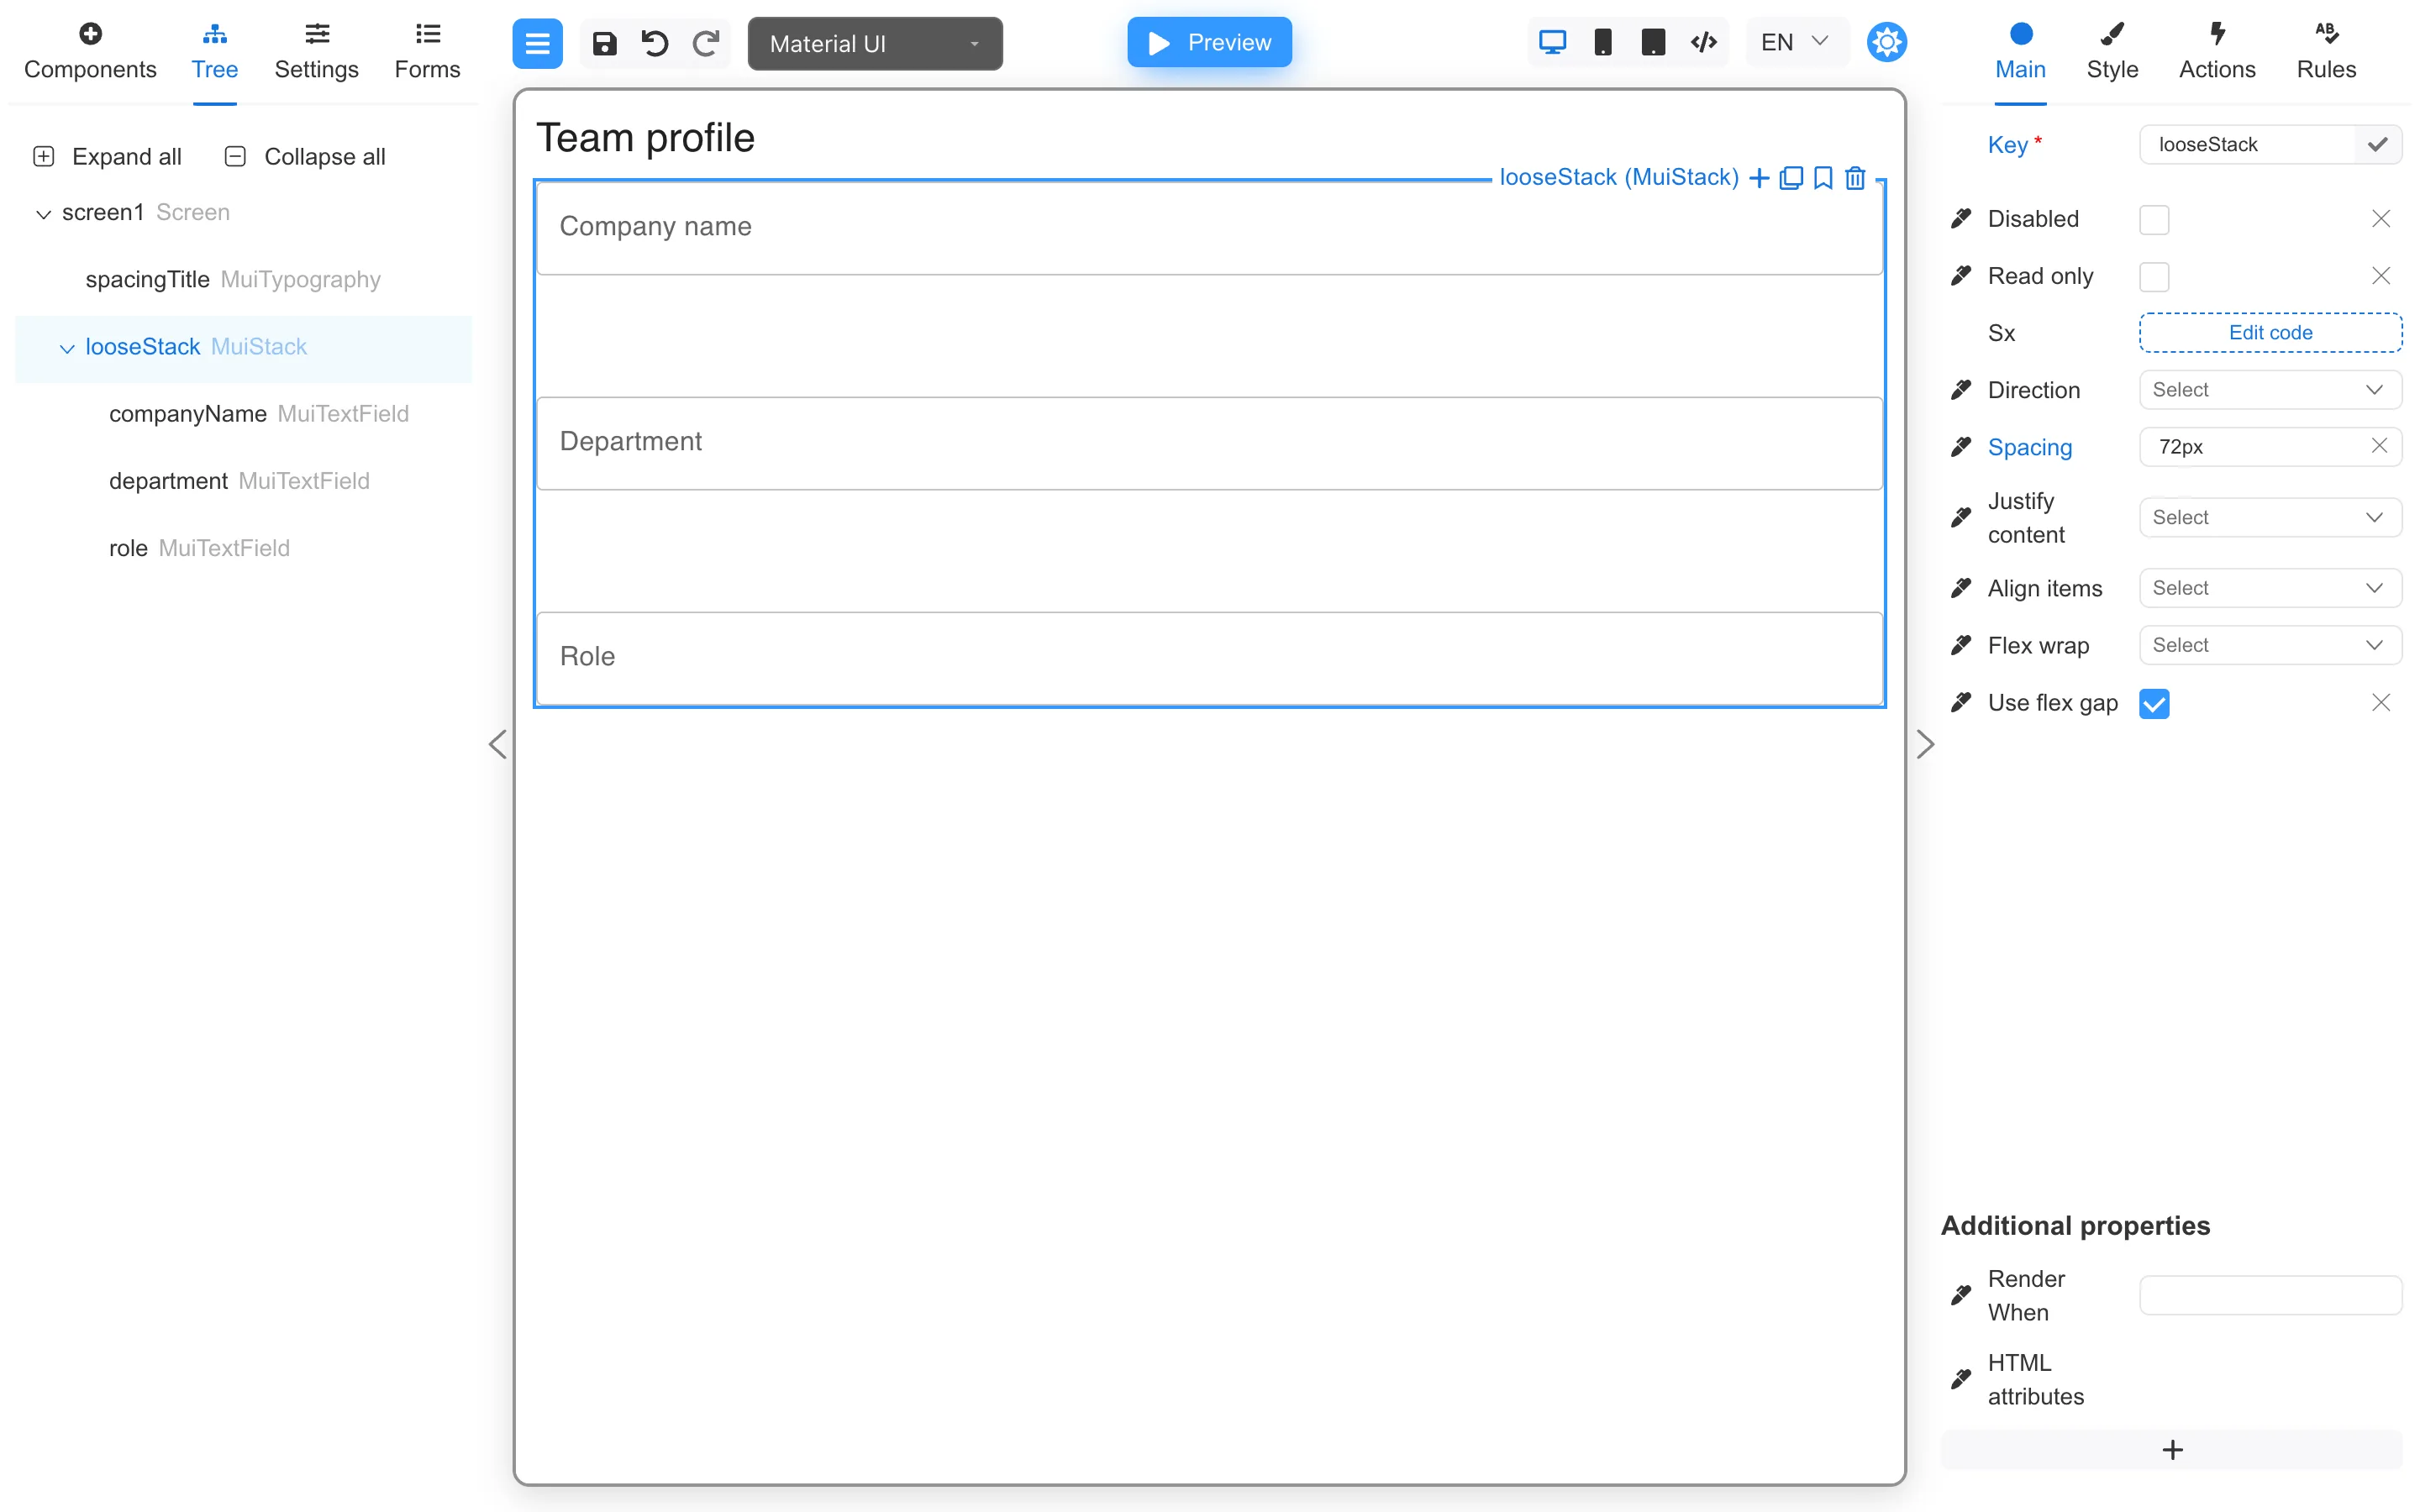 Components
Tree
Settings
Forms
Material UI
Preview
EN
Main
Style
Actions
Rules
Expand all
Collapse all
screen1 Screen
spacingTitle MuiTypography
looseStack MuiStack
companyName MuiTextField
department MuiTextField
role MuiTextField
Team profile
looseStack (MuiStack)
Company name
Department
Role
Key * looseStack
Disabled
Read only
Sx Edit code
Direction Select
Spacing 72px
Justify
content
Select
Align items Select
Flex wrap Select
Use flex gap
Additional properties
Render
When
HTML
attributes